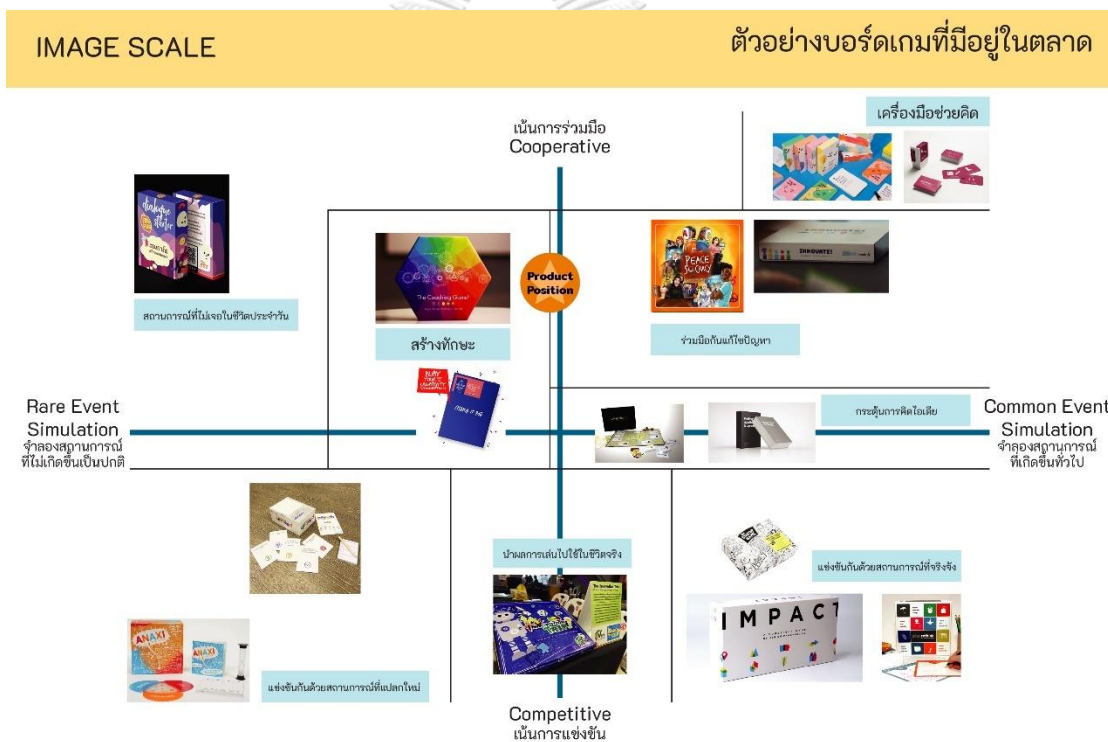 IMAGE SCALE
ตัวอย่างบอร์ดเกมที่มีอยู่ในตลาด
เครื่องมือช่วยคิด
เน้นการร่วมมือ
Cooperative
dialogue
starter
The Coaching Game
Product
Position
PEACE
SOCRACY
INNOVATE!
สถานการณ์ที่ไม่เจอในชีวิตประจำวัน
สร้างทักษะ
ร่วมมือกันแก้ไขปัญหา
MAKE IT BIG
กระตุ้นการคิดไอเดีย
Rare Event
Simulation
จำลองสถานการณ์
ที่ไม่เกิดขึ้นเป็นปกติ
Common Event
Simulation
จำลองสถานการณ์
ที่เกิดขึ้นทั่วไป
นำผลการเล่นไปใช้ในชีวิตจริง
แข่งขันกันด้วยสถานการณ์ที่จริงจัง
IMPACT
ANAXI
ANAXI
แข่งขันกันด้วยสถานการณ์ที่แปลกใหม่
Competitive
เน้นการแข่งขัน